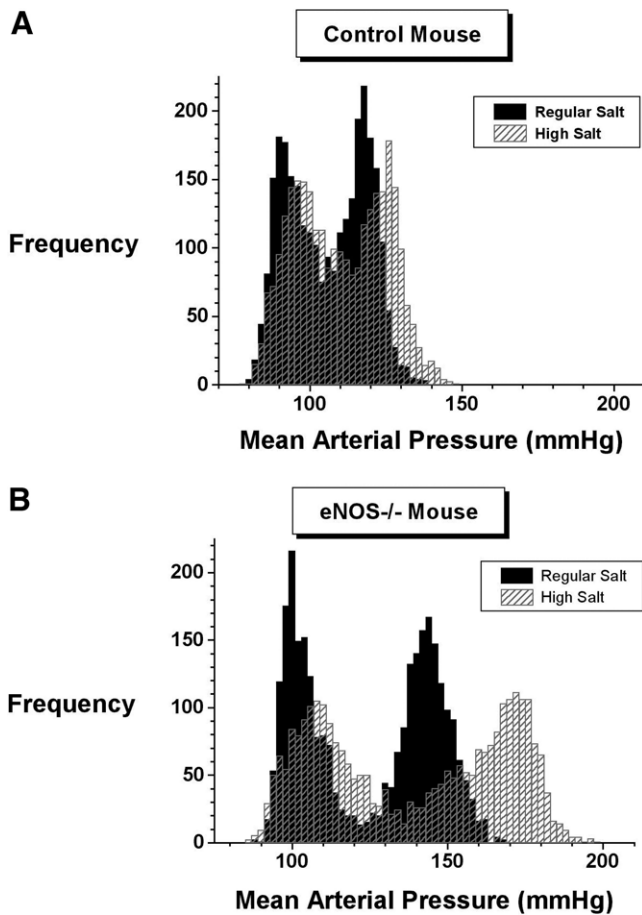 A
Control Mouse
200
150
100
50
0
Frequency
Regular Salt
High Salt
100 150 200
Mean Arterial Pressure (mmHg)
B
eNOS-/- Mouse
200
150
100
50
0
Frequency
Regular Salt
High Salt
100 150 200
Mean Arterial Pressure (mmHg)